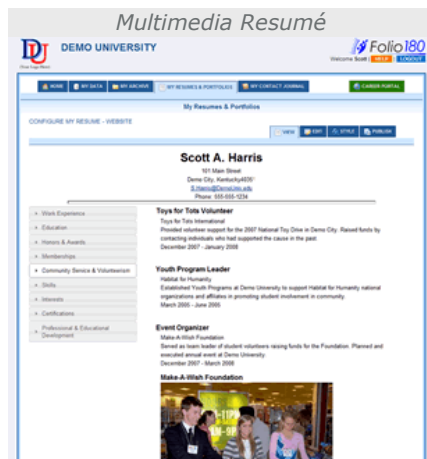 Multimedia Resumé
DU
DEMO UNIVERSITY
Folio180
Welcome Scott | HELP | LOGOUT
HOME MY DATA MY ARCHIVE MY RESUMES & PORTFOLIOS MY CONTACT JOURNAL CAREER PORTAL
My Resumes & Portfolios
CONFIGURE MY RESUME - WEBSITE
VIEW EDIT STYLE PUBLISH
Scott A. Harris
101 Main Street
Demo City, Kentucky
S.Harris@DemoUniv.edu
Phone: 555-555-1234
Work Experience
Education
Honors & Awards
Memberships
Community Service & Volunteerism
Skills
Interests
Certifications
Professional & Educational
Development
Toys for Tots Volunteer
Toys for Tots International
Provided volunteer support for the 2007 National Toy Drive in Demo City. Raised funds by
contacting individuals who had supported the cause in the past.
December 2007 - January 2008
Youth Program Leader
Habitat for Humanity
Established Youth Programs at Demo University to support Habitat for Humanity national
organizations and affiliates in promoting student involvement in community.
March 2005 - June 2005
Event Organizer
Make-A-Wish Foundation
Served as team leader of student volunteers raising funds for the Foundation. Planned and
executed annual event at Demo University.
December 2007 - March 2008
Make-A-Wish Foundation